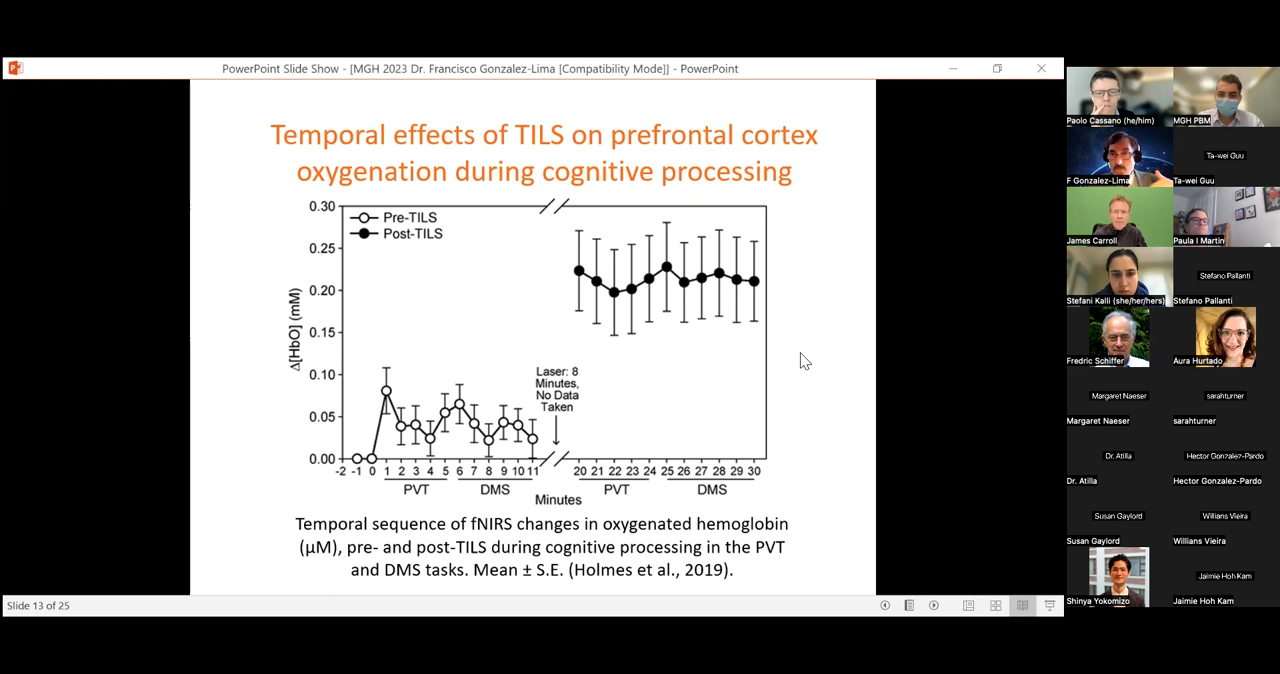 PowerPoint Slide Show - [MGH 2023 Dr. Francisco Gonzalez-Lima [Compatibility Mode]] - PowerPoint
Temporal effects of TILS on prefrontal cortex
oxygenation during cognitive processing
0.30
0.25
0.20
0.15
0.10
0.05
0.00
Δ[HbO] (mM)
Pre-TILS
Post-TILS
Laser: 8
Minutes,
No Data
Taken
-2 -1 0 1 2 3 4 5 6 7 8 9 10 11 20 21 22 23 24 25 26 27 28 29 30
PVT DMS PVT DMS
Minutes
Temporal sequence of fNIRS changes in oxygenated hemoglobin
(µM), pre- and post-TILS during cognitive processing in the PVT
and DMS tasks. Mean ± S.E. (Holmes et al., 2019).
Slide 13 of 25
Paolo Cassano (he/him)
MGH PBM
F Gonzalez-Lima
Ta-wei Guu
Ta-wei Guu
James Carroll
Paula I Martin
Stefani Kalli (she/her/hers)
Stefano Pallanti
Stefano Pallanti
Fredric Schiffer
Aura Hurtado
Margaret Naeser
Margaret Naeser
sarahturner
sarahturner
Dr. Atilla
Dr. Atilla
Hector Gonzalez-Pardo
Hector Gonzalez-Pardo
Susan Gaylord
Susan Gaylord
Willians Vieira
Willians Vieira
Shinya Yokomizo
Jaimie Hoh Kam
Jaimie Hoh Kam